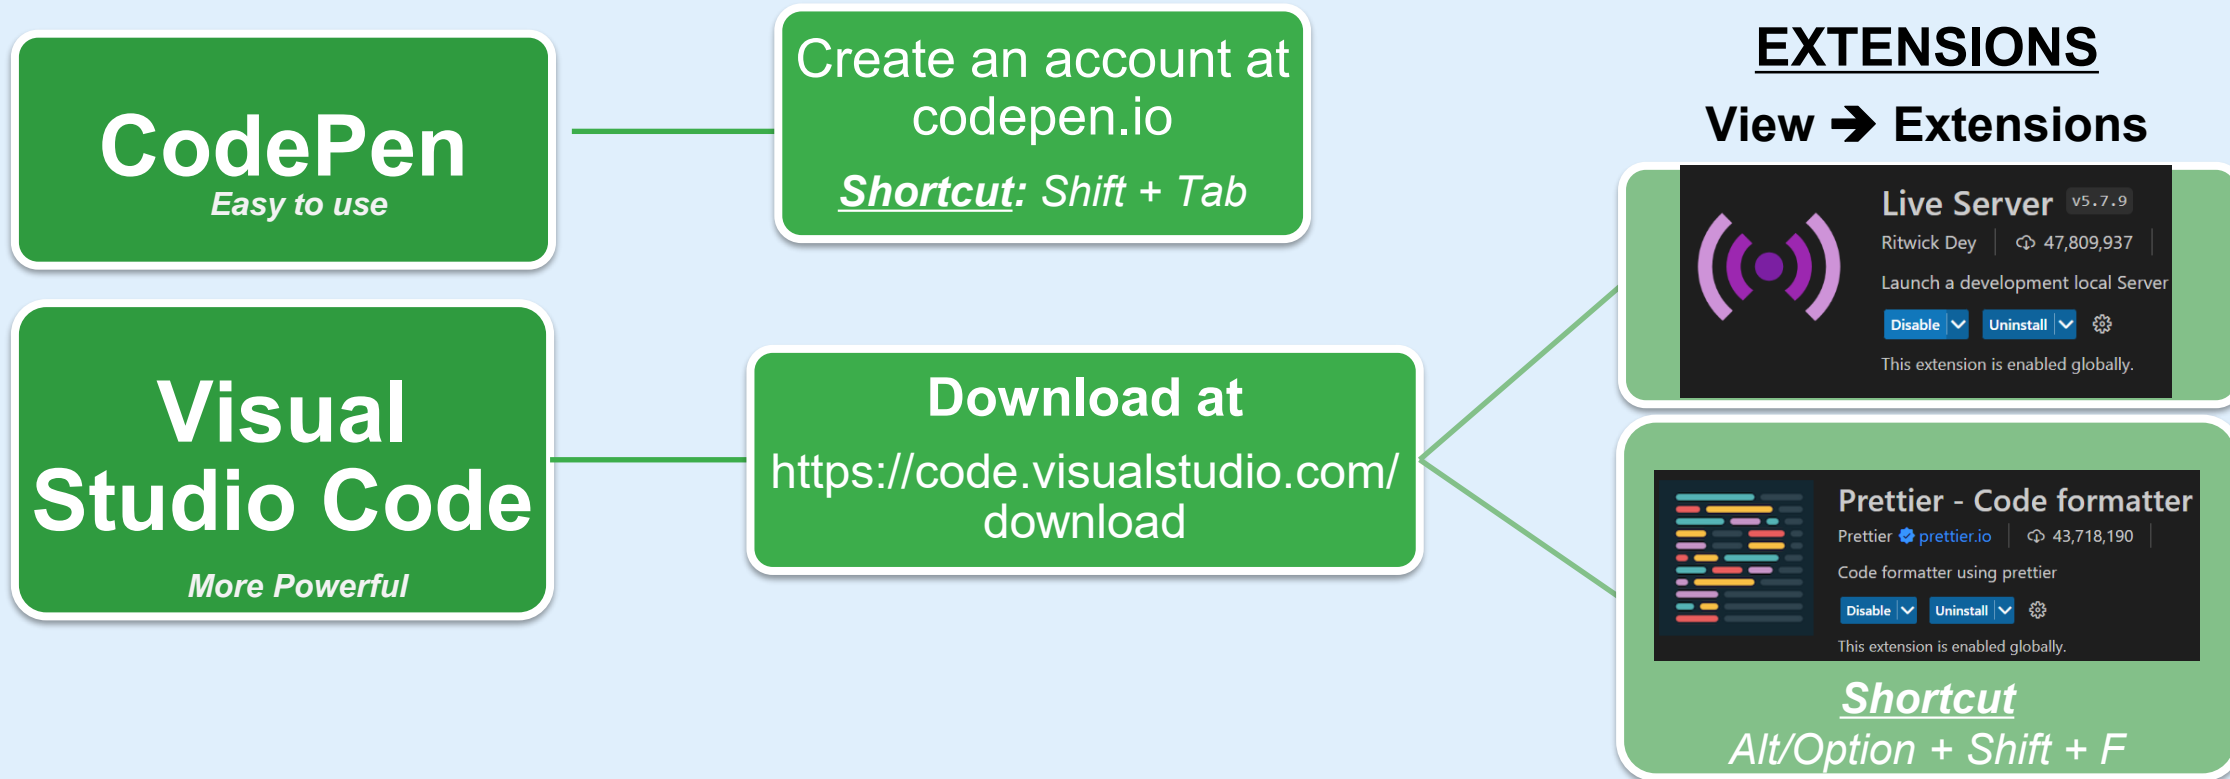 CodePen
Easy to use
Create an account at
codepen.io
Shortcut: Shift + Tab
Visual
Studio Code
More Powerful
Download at
https://code.visualstudio.com/
download
EXTENSIONS
View ➔ Extensions
Live Server v5.7.9
Ritwick Dey 47,809,937
Launch a development local Server
Disable Uninstall
This extension is enabled globally.
Prettier - Code formatter
Prettier prettier.io 43,718,190
Code formatter using prettier
Disable Uninstall
This extension is enabled globally.
Shortcut
Alt/Option + Shift + F